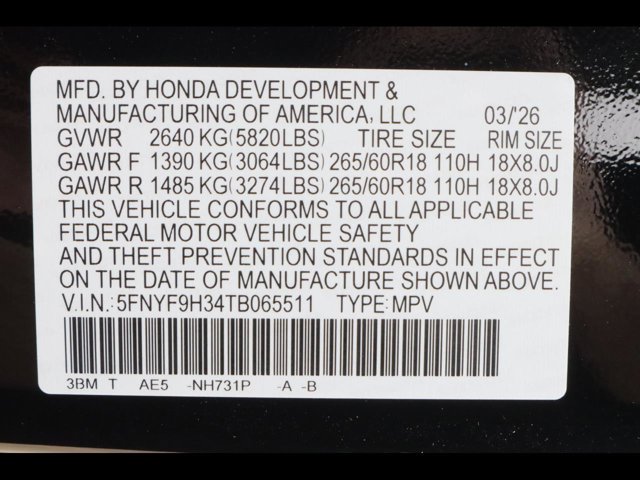 MFD. BY HONDA DEVELOPMENT &
MANUFACTURING OF AMERICA, LLC 03/'26
GVWR 2640 KG(5820LBS) TIRE SIZE RIM SIZE
GAWR F 1390 KG(3064LBS) 265/60R18 110H 18X8.0J
GAWR R 1485 KG(3274LBS) 265/60R18 110H 18X8.0J
THIS VEHICLE CONFORMS TO ALL APPLICABLE
FEDERAL MOTOR VEHICLE SAFETY
AND THEFT PREVENTION STANDARDS IN EFFECT
ON THE DATE OF MANUFACTURE SHOWN ABOVE.
V.I.N.: 5FNYF9H34TB065511 TYPE: MPV
3BM T AE5 -NH731P -A -B